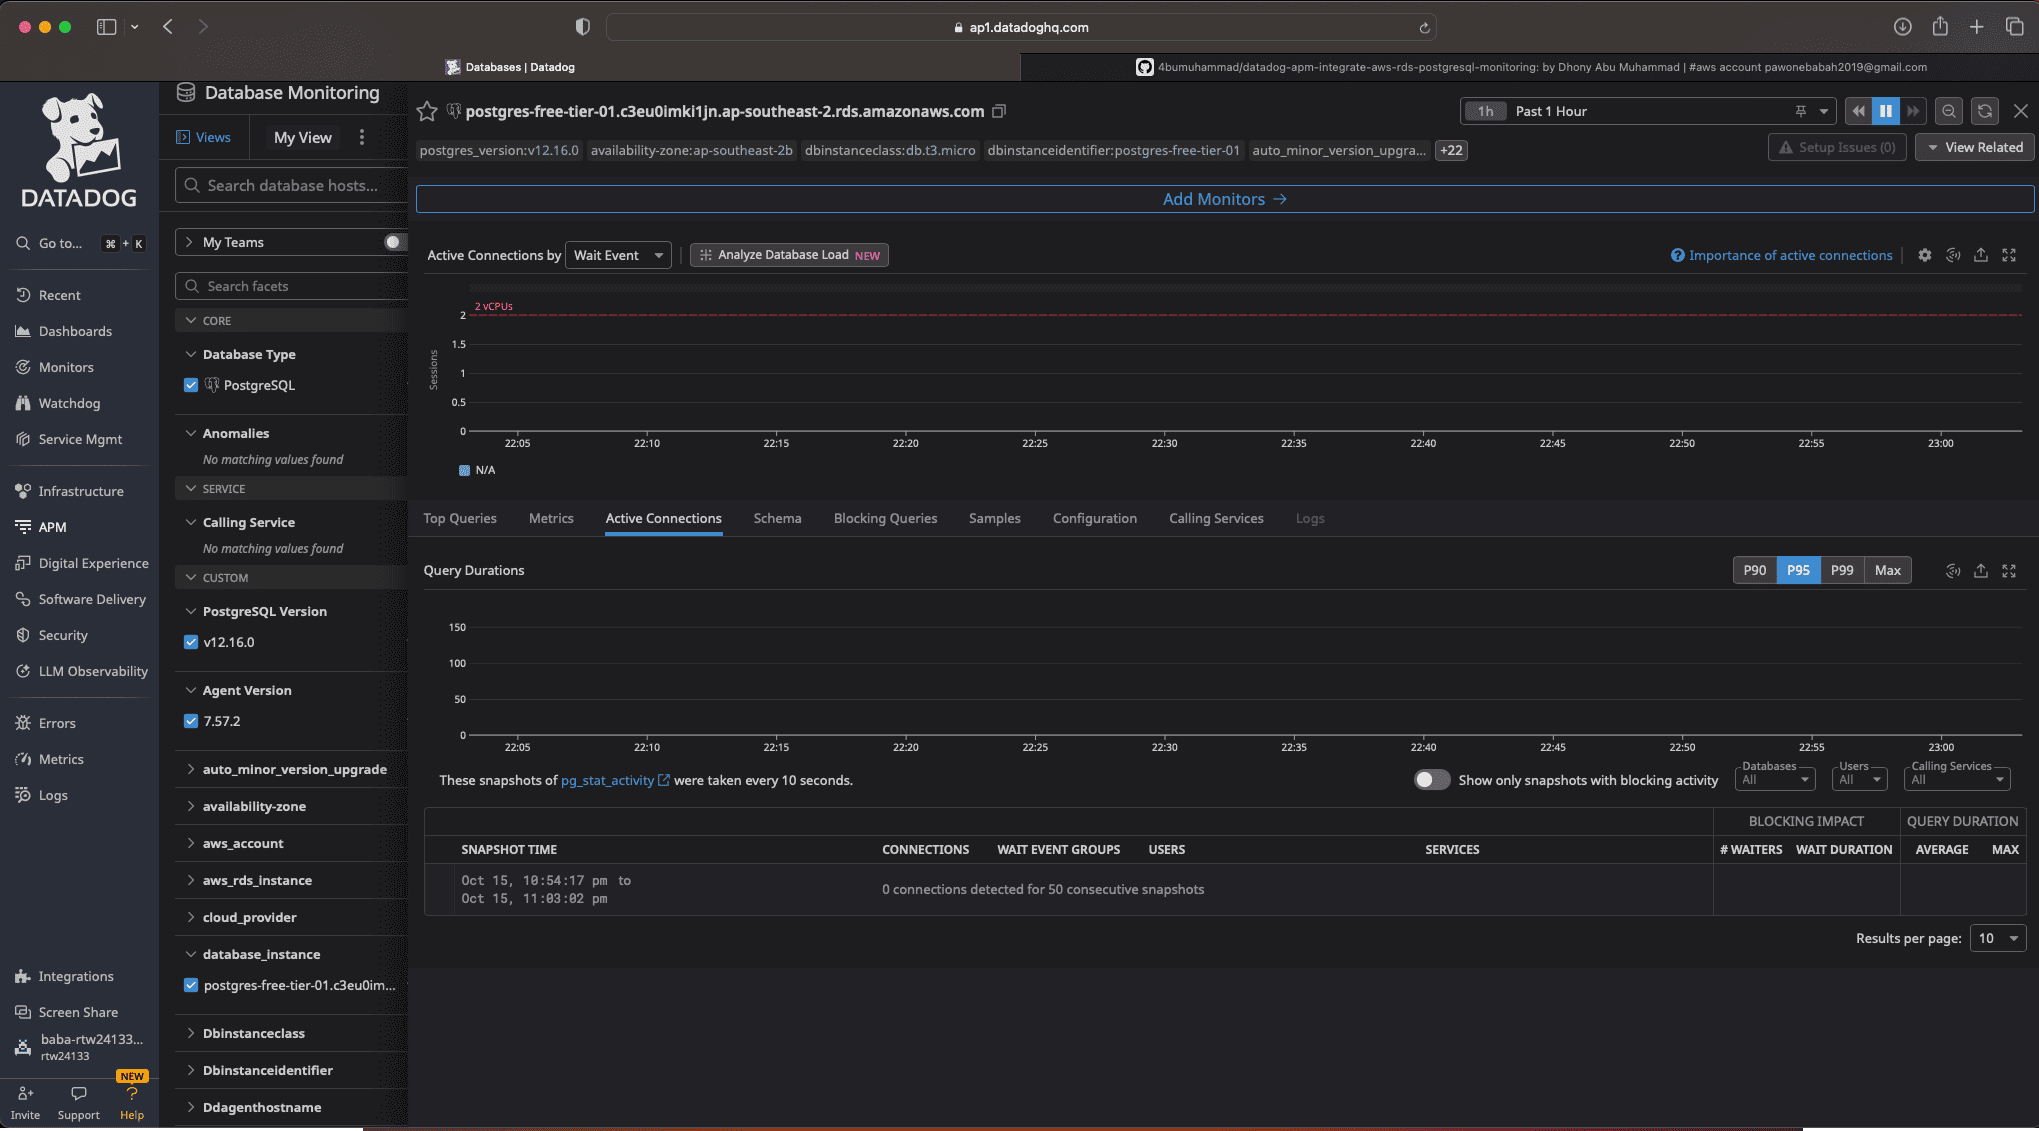 ap1.datadoghq.com
Databases | Datadog
4bumuhammad/datadog-apm-integrate-aws-rds-postgresql-monitoring: by Dhony Abu Muhammad | #aws account pawonebabah2019@gmail.com
DATADOG
Go to... ⌘ + K
Recent
Dashboards
Monitors
Watchdog
Service Mgmt
Infrastructure
APM
Digital Experience
Software Delivery
Security
LLM Observability
Errors
Metrics
Logs
Integrations
Screen Share
baba-rtw24133...
rtw24133
NEW
Invite
Support
Help
Database Monitoring
Views
My View
Search database hosts...
My Teams
Search facets
CORE
Database Type
PostgreSQL
Anomalies
No matching values found
SERVICE
Calling Service
No matching values found
CUSTOM
PostgreSQL Version
v12.16.0
Agent Version
7.57.2
auto_minor_version_upgrade
availability-zone
aws_account
aws_rds_instance
cloud_provider
database_instance
postgres-free-tier-01.c3eu0im...
Dbinstanceclass
Dbinstanceidentifier
Ddagenthostname
postgres-free-tier-01.c3eu0imki1jn.ap-southeast-2.rds.amazonaws.com
1h Past 1 Hour
postgres_version:v12.16.0 availability-zone:ap-southeast-2b dbinstanceclass:db.t3.micro dbinstanceidentifier:postgres-free-tier-01 auto_minor_version_upgra... +22
Setup Issues (0)
View Related
Add Monitors →
Active Connections by Wait Event
Analyze Database Load NEW
Importance of active connections
2 vCPUs
Sessions
2
1.5
1
0.5
0
22:05 22:10 22:15 22:20 22:25 22:30 22:35 22:40 22:45 22:50 22:55 23:00
N/A
Top Queries Metrics Active Connections Schema Blocking Queries Samples Configuration Calling Services Logs
Query Durations
P90 P95 P99 Max
150
100
50
0
22:05 22:10 22:15 22:20 22:25 22:30 22:35 22:40 22:45 22:50 22:55 23:00
These snapshots of pg_stat_activity were taken every 10 seconds.
Show only snapshots with blocking activity
Databases
All
Users
All
Calling Services
All
BLOCKING IMPACT QUERY DURATION
SNAPSHOT TIME CONNECTIONS WAIT EVENT GROUPS USERS SERVICES # WAITERS WAIT DURATION AVERAGE MAX
Oct 15, 10:54:17 pm to
Oct 15, 11:03:02 pm
0 connections detected for 50 consecutive snapshots
Results per page: 10